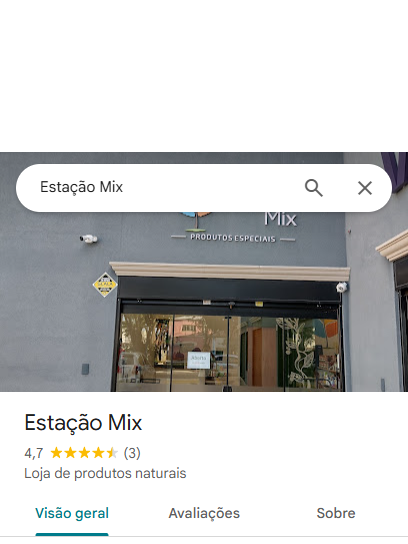 Estação Mix
Mix
PRODUTOS ESPECIAIS
Estação Mix
4,7 (3)
Loja de produtos naturais
Visão geral
Avaliações
Sobre